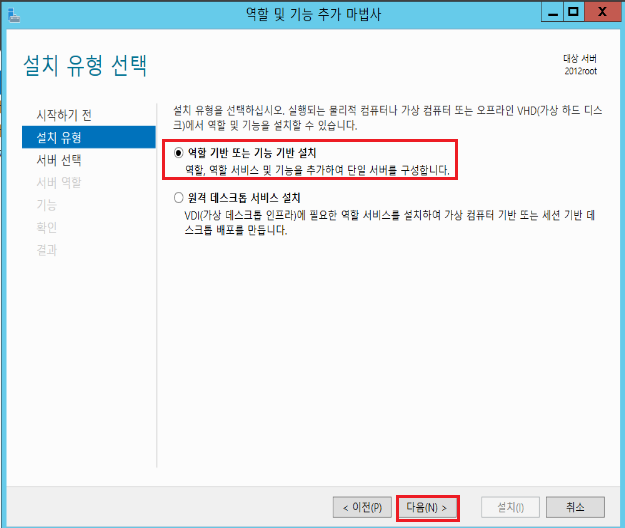 역할 및 기능 추가 마법사
X
설치 유형 선택
대상 서버
2012root
시작하기 전
설치 유형
서버 선택
서버 역할
기능
확인
결과
설치 유형을 선택하십시오. 실행되는 물리적 컴퓨터나 가상 컴퓨터 또는 오프라인 VHD(가상 하드 디스
크)에서 역할 및 기능을 설치할 수 있습니다.
역할 기반 또는 기능 기반 설치
역할, 역할 서비스 및 기능을 추가하여 단일 서버를 구성합니다.
원격 데스크톱 서비스 설치
VDI(가상 데스크톱 인프라)에 필요한 역할 서비스를 설치하여 가상 컴퓨터 기반 또는 세션 기반 데
스크톱 배포를 만듭니다.
< 이전(P) 다음(N) > 설치(I) 취소